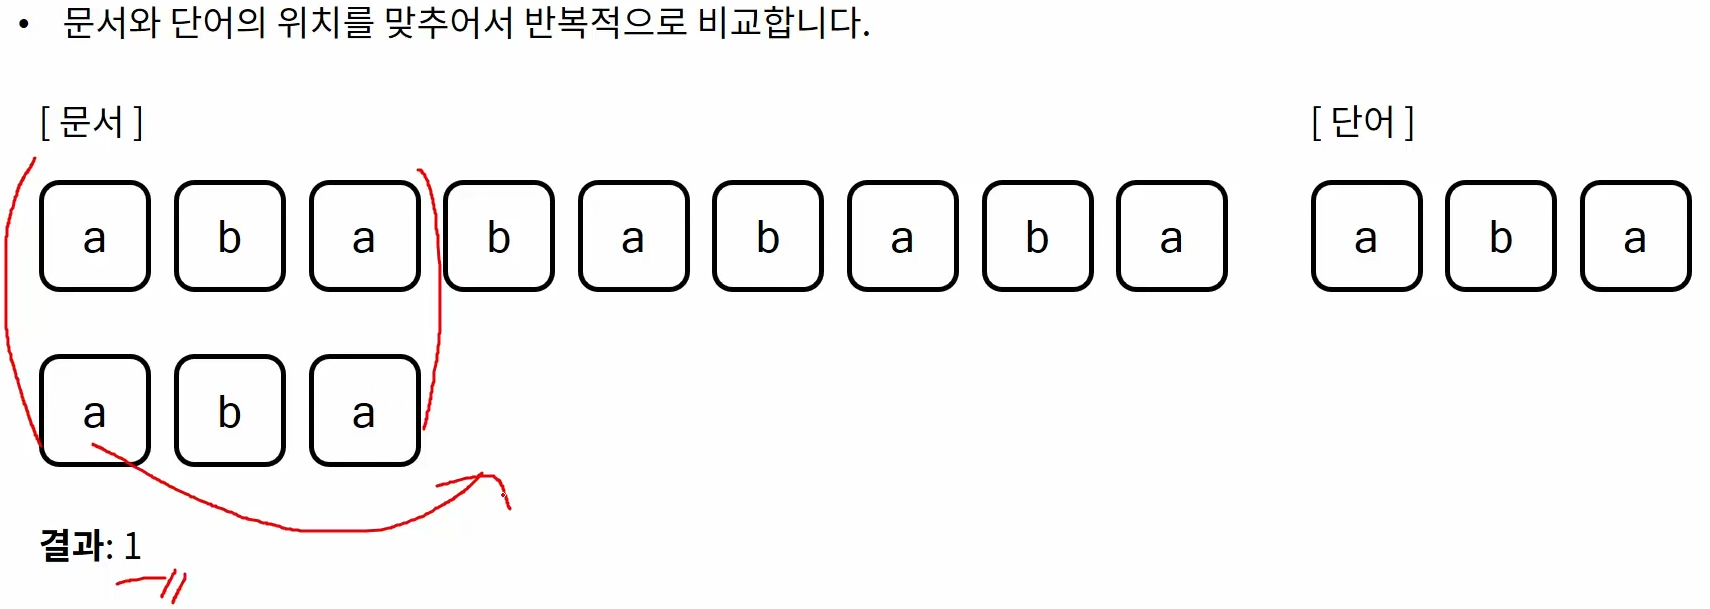 • 문서와 단어의 위치를 맞추어서 반복적으로 비교합니다.
[ 문서 ] [ 단어 ]
a b a b a b a b a a b a
a b a
결과: 1